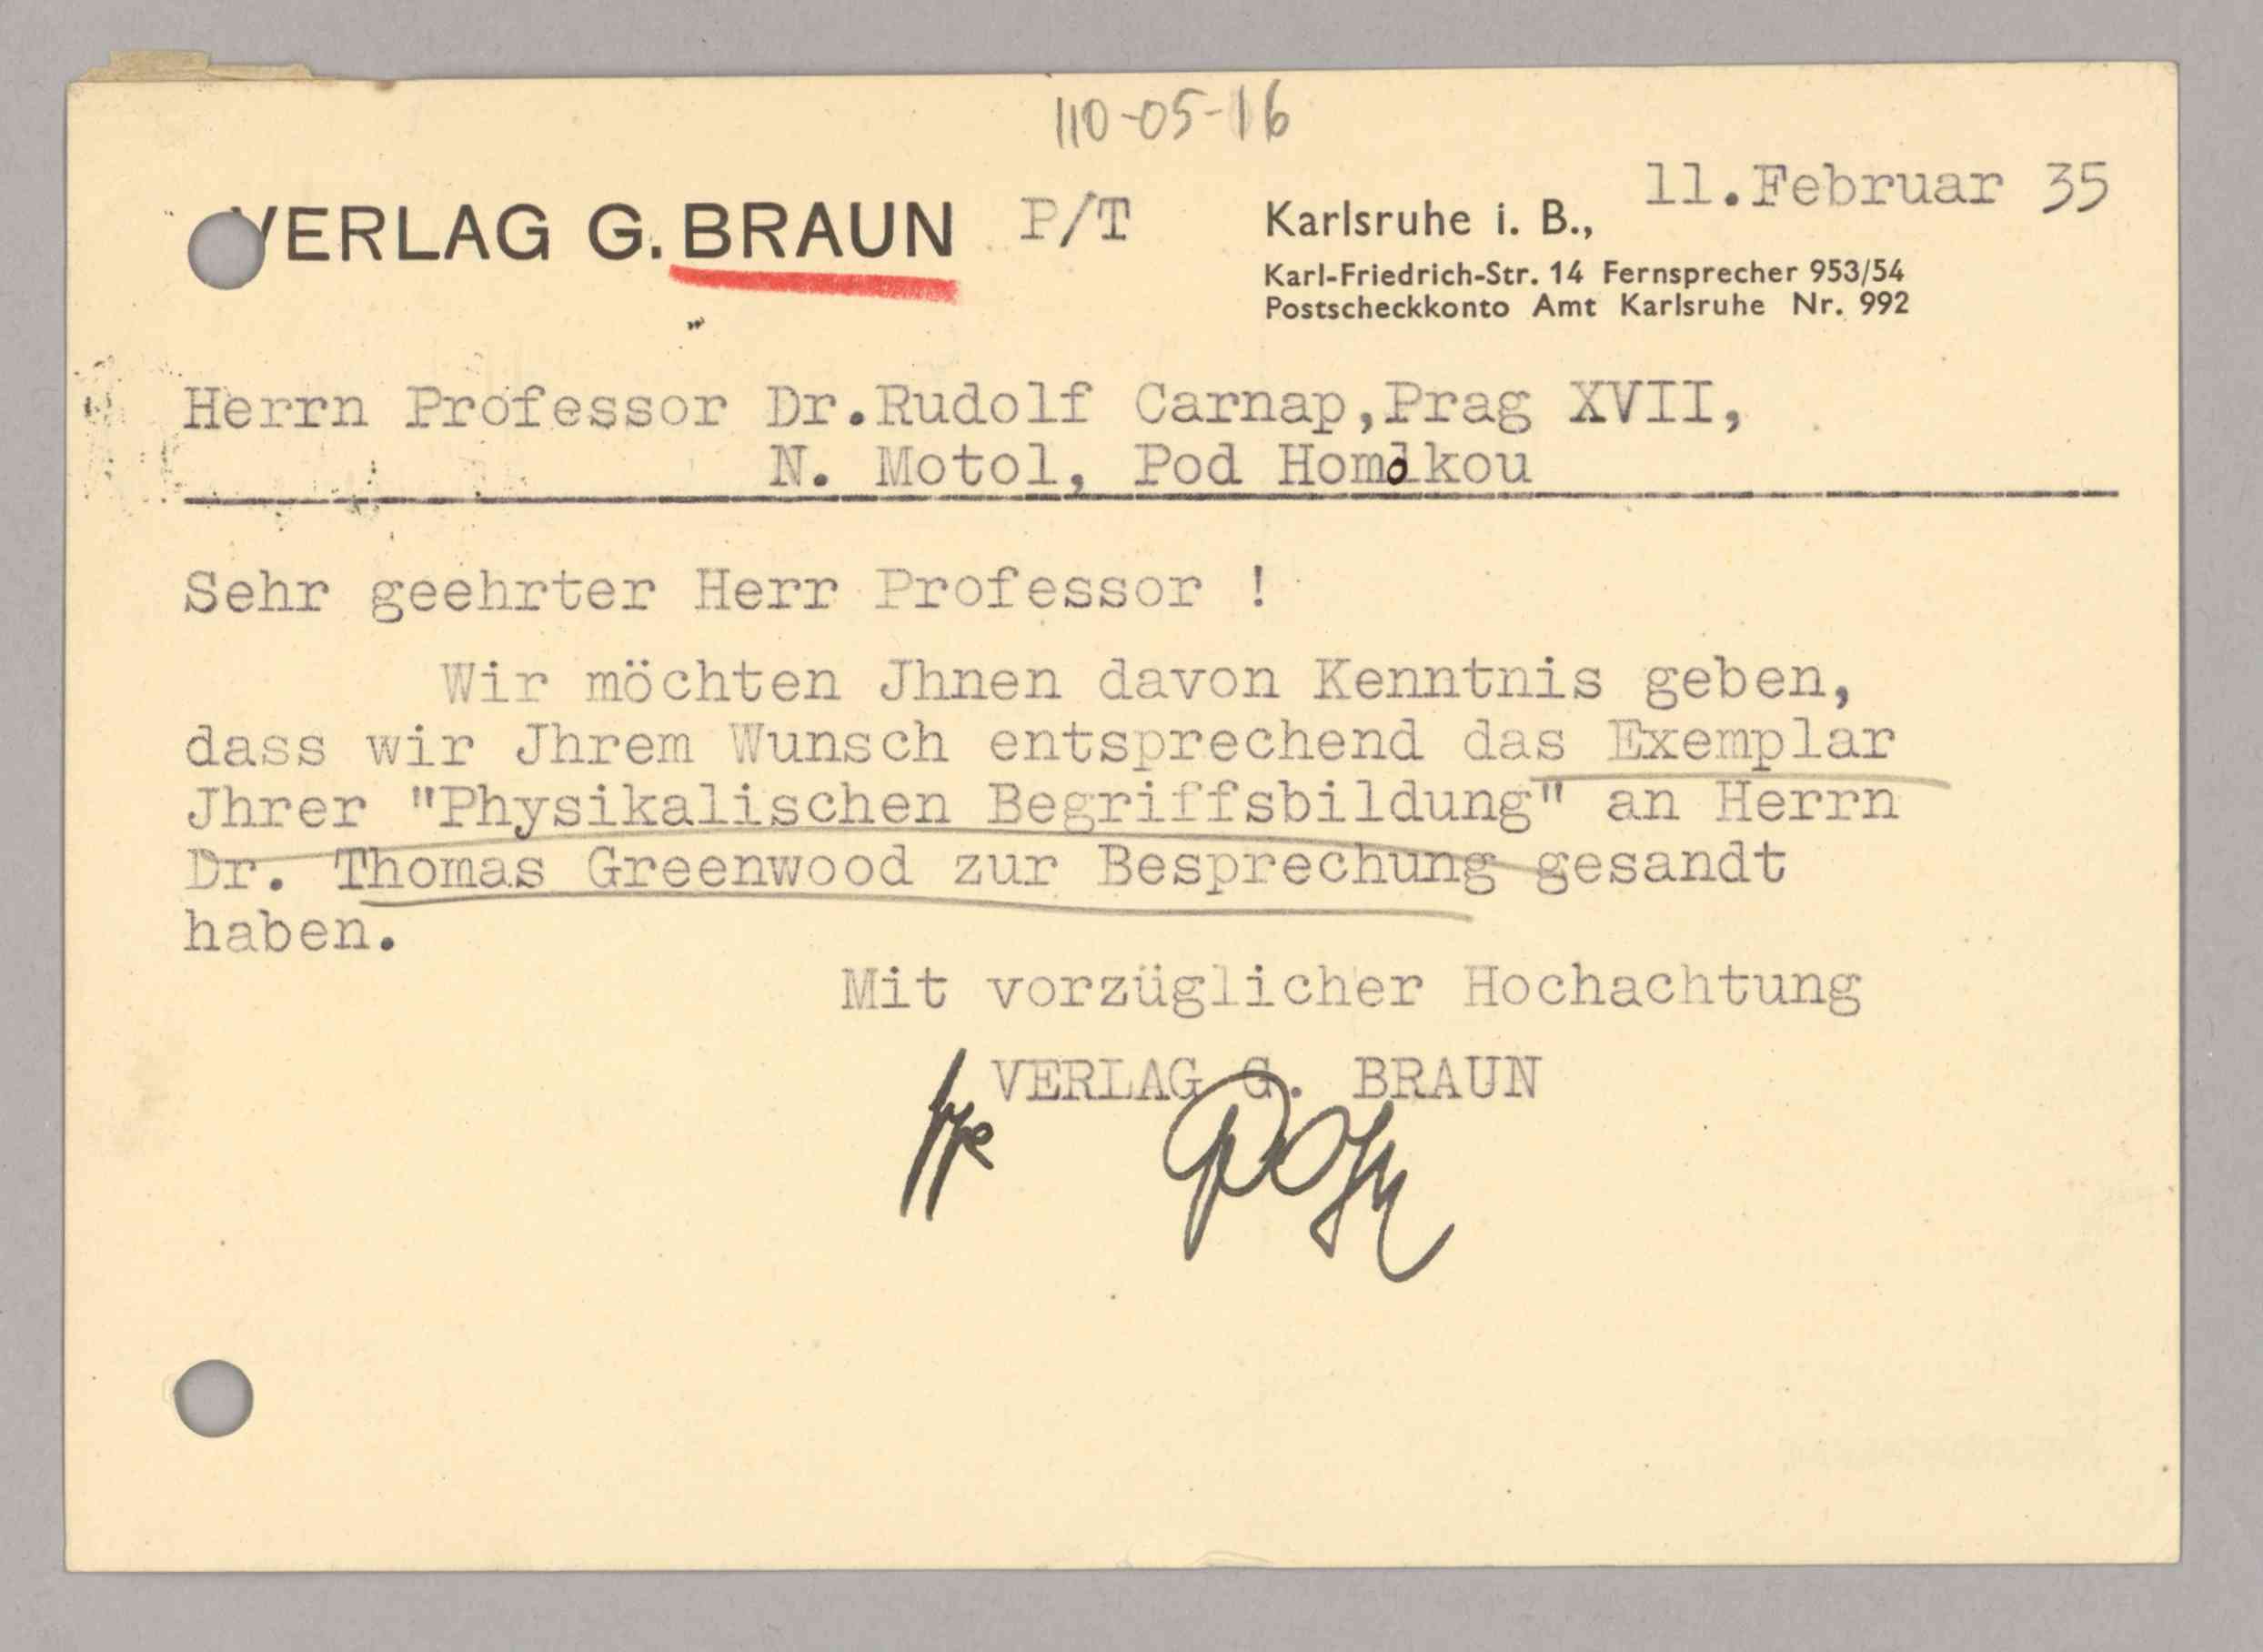 110-05-16
VERLAG G. BRAUN P/T Karlsruhe i. B., 11.Februar 35
Karl-Friedrich-Str. 14 Fernsprecher 953/54
Postscheckkonto Amt Karlsruhe Nr. 992
Herrn Professor Dr.Rudolf Carnap,Prag XVII,
N. Motol, Pod Homolkou
Sehr geehrter Herr Professor !
Wir möchten Jhnen davon Kenntnis geben,
dass wir Jhrem Wunsch entsprechend das Exemplar
Jhrer "Physikalischen Begriffsbildung" an Herrn
Dr. Thomas Greenwood zur Besprechung gesandt
haben.
Mit vorzüglicher Hochachtung
VERLAG G. BRAUN